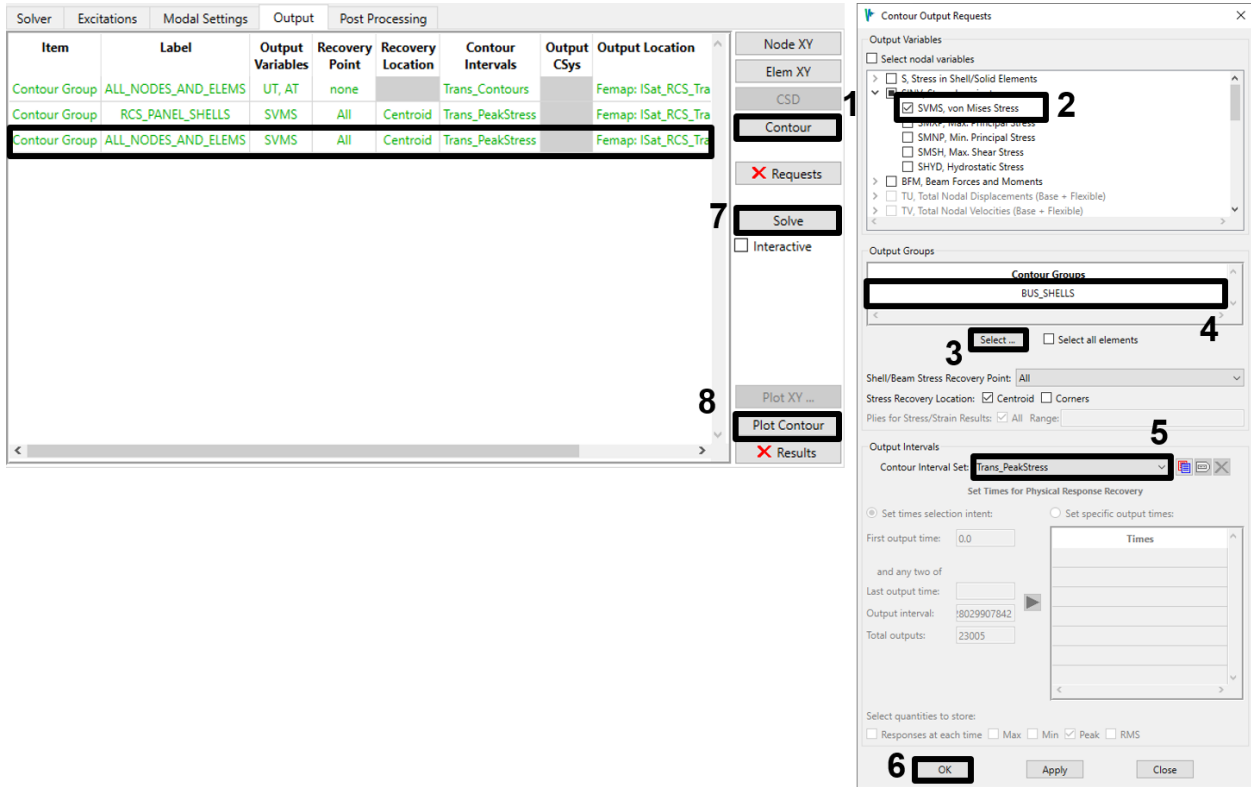 Solver Excitations Modal Settings Output Post Processing
Item Label Output Variables Recovery Point Recovery Location Contour Intervals Output CSys Output Location
Contour Group ALL_NODES_AND_ELEMS UT, AT none Trans_Contours Femap: ISat_RCS_Tra
Contour Group RCS_PANEL_SHELLS SVMS All Centroid Trans_PeakStress Femap: ISat_RCS_Tra
Contour Group ALL_NODES_AND_ELEMS SVMS All Centroid Trans_PeakStress Femap: ISat_RCS_Tra
Node XY
Elem XY
CSD
1
Contour
Requests
7
Solve
Interactive
8
Plot XY ...
Plot Contour
Results
Contour Output Requests
Output Variables
Select nodal variables
S, Stress in Shell/Solid Elements
SVMS, von Mises Stress
2
SMXP, Max. Principal Stress
SMNP, Min. Principal Stress
SMSH, Max. Shear Stress
SHYD, Hydrostatic Stress
BFM, Beam Forces and Moments
TU, Total Nodal Displacements (Base + Flexible)
TV, Total Nodal Velocities (Base + Flexible)
Output Groups
Contour Groups
BUS_SHELLS
4
3
Select ... Select all elements
Shell/Beam Stress Recovery Point: All
Stress Recovery Location: Centroid Corners
Plies for Stress/Strain Results: All Range:
5
Output Intervals
Contour Interval Set: Trans_PeakStress
Set Times for Physical Response Recovery
Set times selection intent: Set specific output times:
First output time: 0.0 Times
and any two of
Last output time:
Output interval: 28029907842
Total outputs: 23005
Select quantities to store:
Responses at each time Max Min Peak RMS
6
OK Apply Close